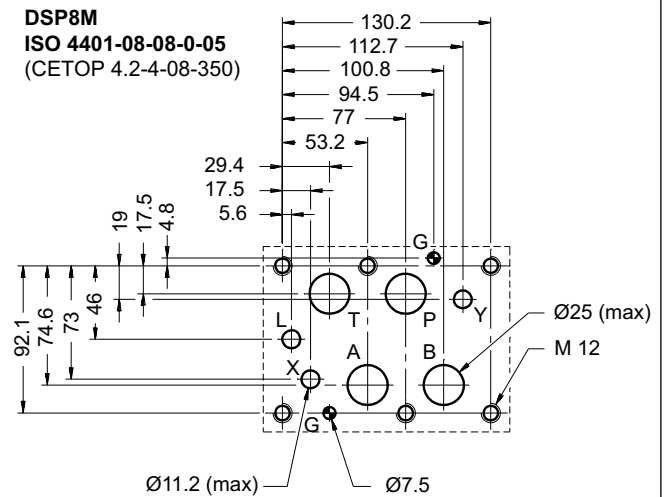 DSP8M
ISO 4401-08-08-0-05
(CETOP 4.2-4-08-350)
130.2
112.7
100.8
94.5
77
53.2
29.4
17.5
5.6
19
17.5
4.8
G
T
P
Y
L
A
B
X
G
92.1
74.6
73
46
Ø25 (max)
M 12
Ø11.2 (max)
Ø7.5